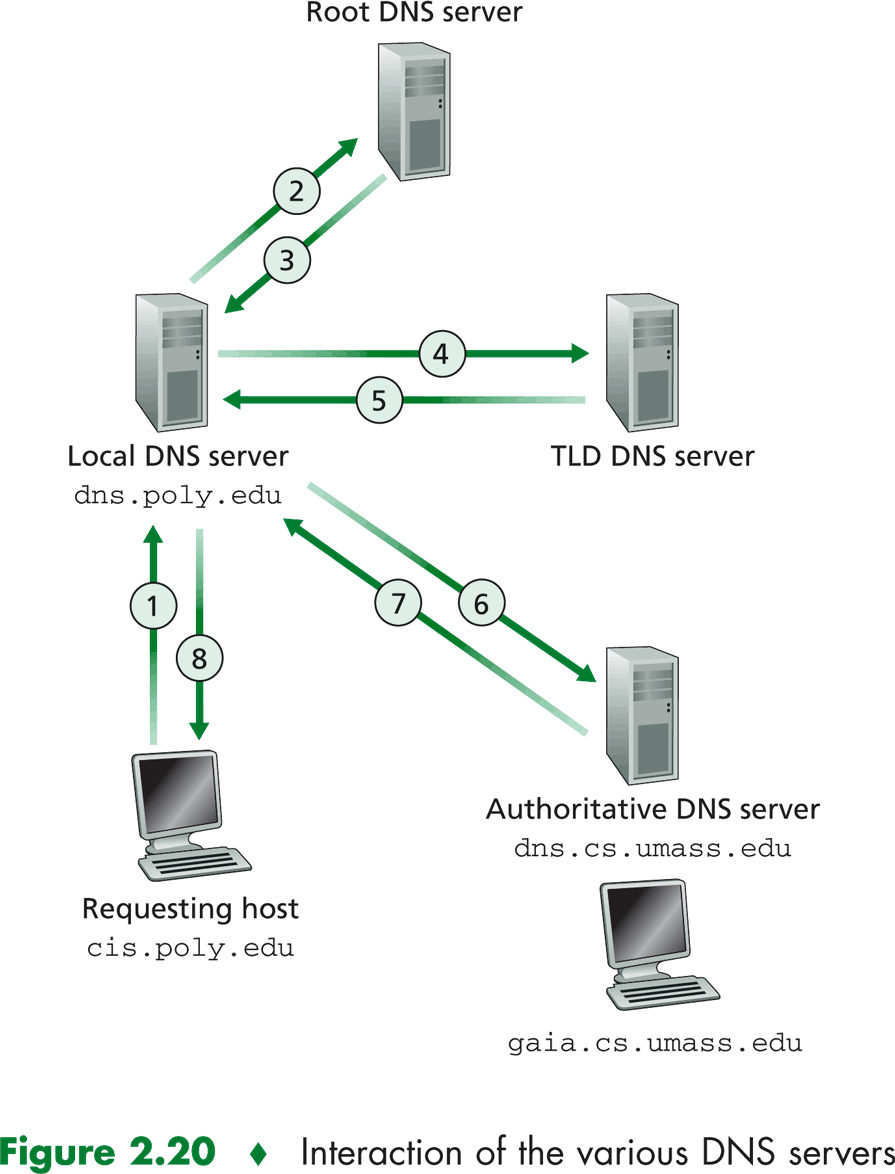 Root DNS server
2
3
4
5
Local DNS server
dns.poly.edu
TLD DNS server
1
8
7
6
Requesting host
cis.poly.edu
Authoritative DNS server
dns.cs.umass.edu
gaia.cs.umass.edu
Figure 2.20 ♦ Interaction of the various DNS servers